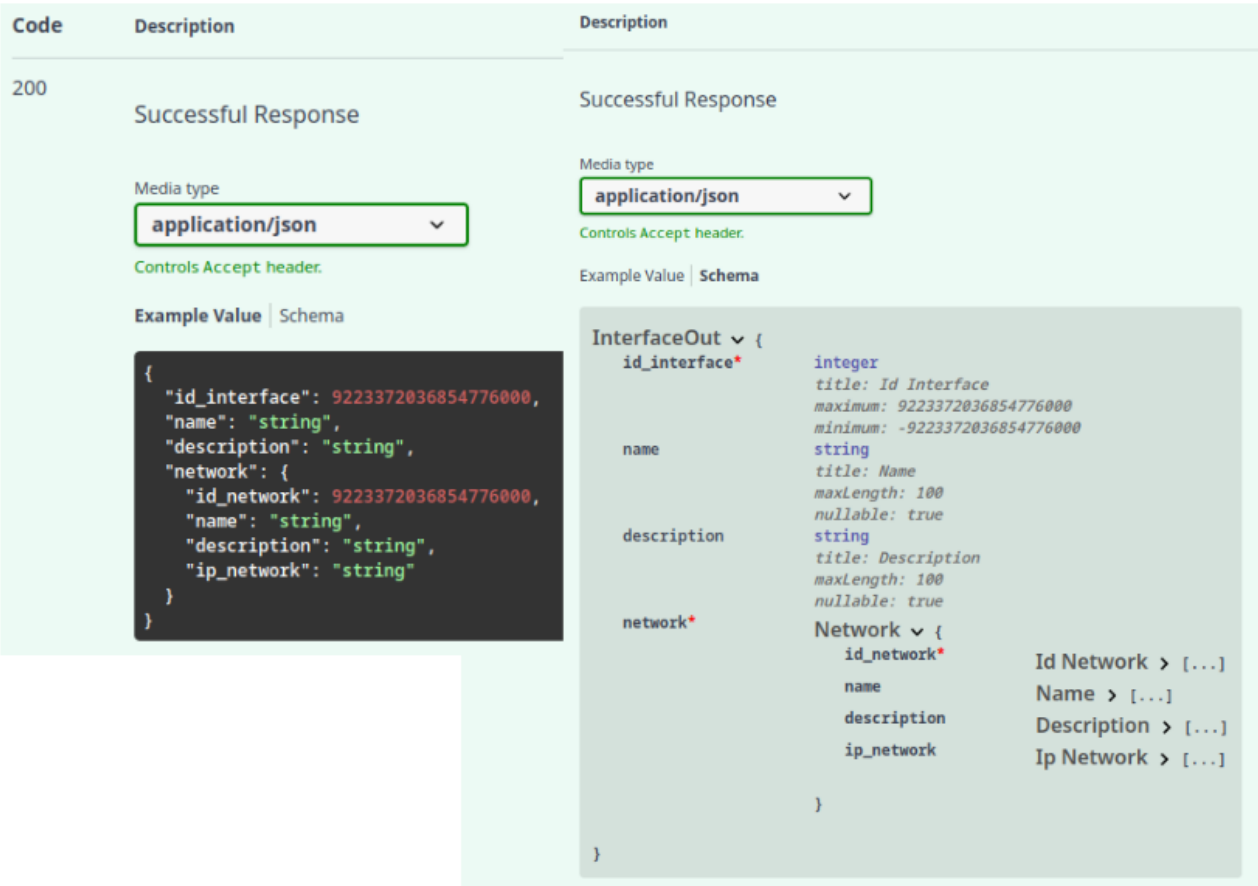 Code Description
200
Successful Response
Media type
application/json
Controls Accept header.
Example Value | Schema
{
  "id_interface": 9223372036854776000,
  "name": "string",
  "description": "string",
  "network": {
    "id_network": 9223372036854776000,
    "name": "string",
    "description": "string",
    "ip_network": "string"
  }
}
Description
Successful Response
Media type
application/json
Controls Accept header.
Example Value | Schema
InterfaceOut {
id_interface* integer
title: Id Interface
maximum: 9223372036854776000
minimum: -9223372036854776000
name string
title: Name
maxLength: 100
nullable: true
description string
title: Description
maxLength: 100
nullable: true
network* Network {
id_network* Id Network > [...]
name Name > [...]
description Description > [...]
ip_network Ip Network > [...]
}
}